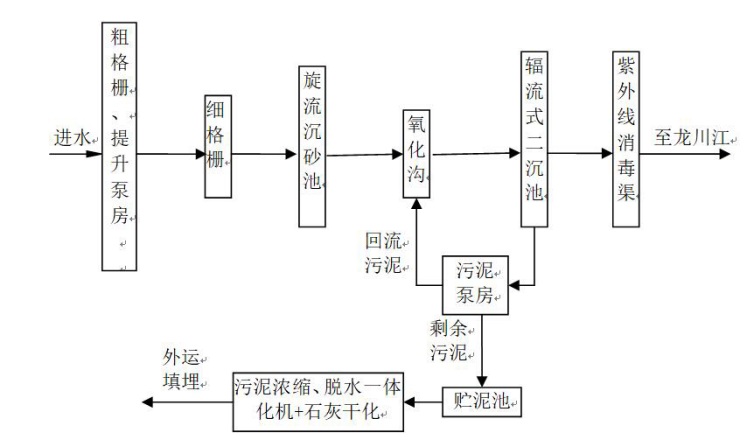 进水
粗格栅、提升泵房
细格栅
旋流沉砂池
氧化沟
辐流式二沉池
紫外线消毒渠
至龙川江
回流
污泥
污泥
泵房
剩余
污泥
外运
填埋
污泥浓缩、脱水一体
化机+石灰干化
贮泥池